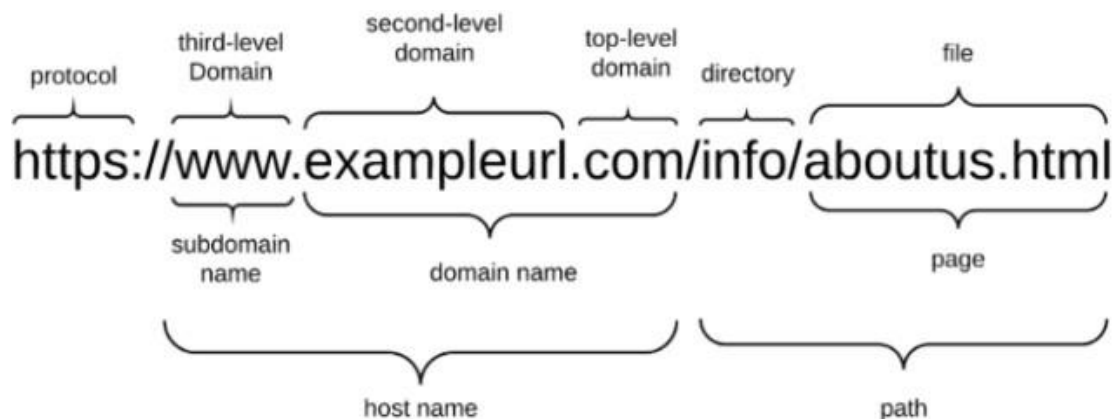 protocol
third-level
Domain
second-level
domain
top-level
domain
directory
file
https://www.exampleurl.com/info/aboutus.html
subdomain
name
domain name
page
host name
path